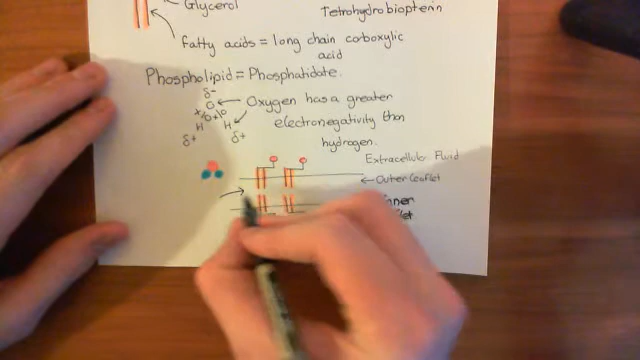 Glycerol
Tetrohydrobiopterin
fatty acids = long chain carboxylic
acid
Phospholipid = Phosphatidate.
δ-
O
Oxygen has a greater
H
H
electronegativity than
δ+
δ+
hydrogen.
Extracellular Fluid
Outer leaflet
inner